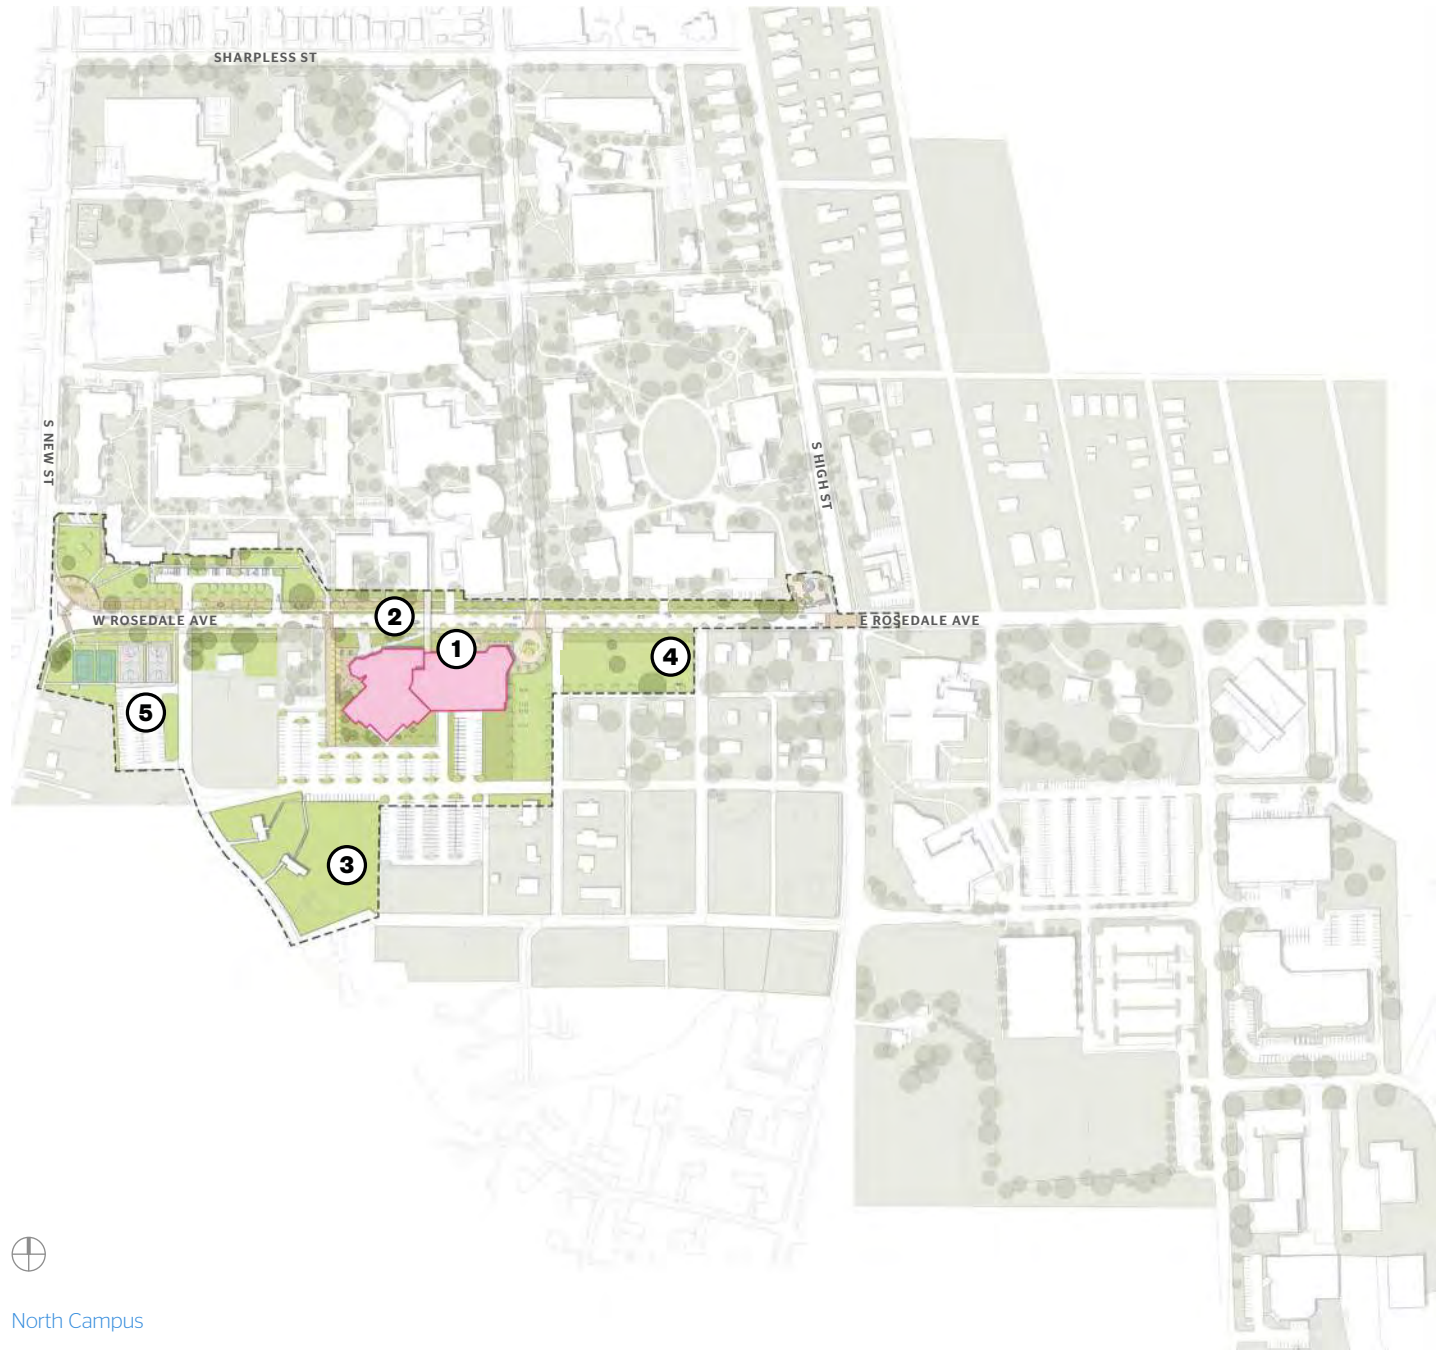 SHARPLESS ST
S NEW ST
S HIGH ST
2
W ROSEDALE AVE
E ROSEDALE AVE
1
4
5
3
North Campus